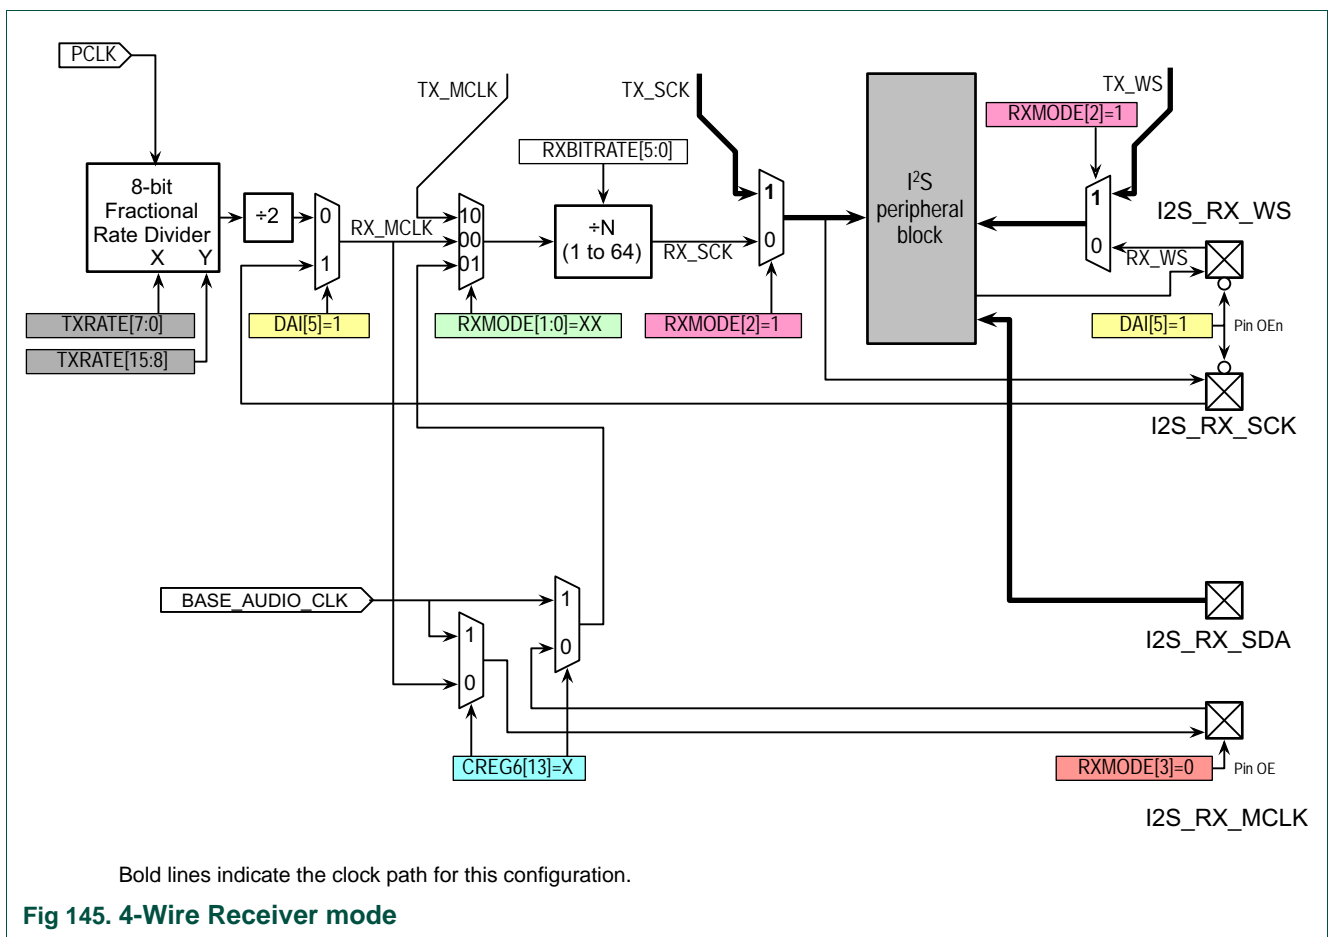 PCLK
TX_MCLK
TX_SCK
TX_WS
RXMODE[2]=1
RXBITRATE[5:0]
8-bit
Fractional
Rate Divider
X Y
÷2
0
1
RX_MCLK
10
00
01
÷N
(1 to 64)
RX_SCK
1
0
I²S
peripheral
block
1
0
RX_WS
I2S_RX_WS
TXRATE[7:0]
TXRATE[15:8]
DAI[5]=1
RXMODE[1:0]=XX
RXMODE[2]=1
DAI[5]=1
Pin OEn
I2S_RX_SCK
BASE_AUDIO_CLK
1
0
1
0
I2S_RX_SDA
CREG6[13]=X
RXMODE[3]=0
Pin OE
I2S_RX_MCLK
Bold lines indicate the clock path for this configuration.
Fig 145. 4-Wire Receiver mode